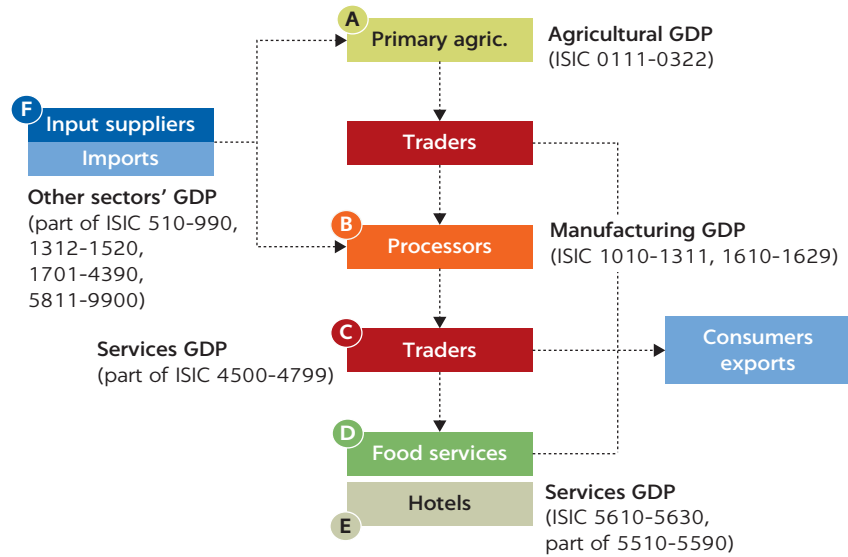 A
Primary agric.
Agricultural GDP
(ISIC 0111-0322)
F
Input suppliers
Imports
Traders
Other sectors’ GDP
(part of ISIC 510-990,
1312-1520,
1701-4390,
5811-9900)
B
Processors
Manufacturing GDP
(ISIC 1010-1311, 1610-1629)
Services GDP
(part of ISIC 4500-4799)
C
Traders
Consumers
exports
D
Food services
Hotels
E
Services GDP
(ISIC 5610-5630,
part of 5510-5590)